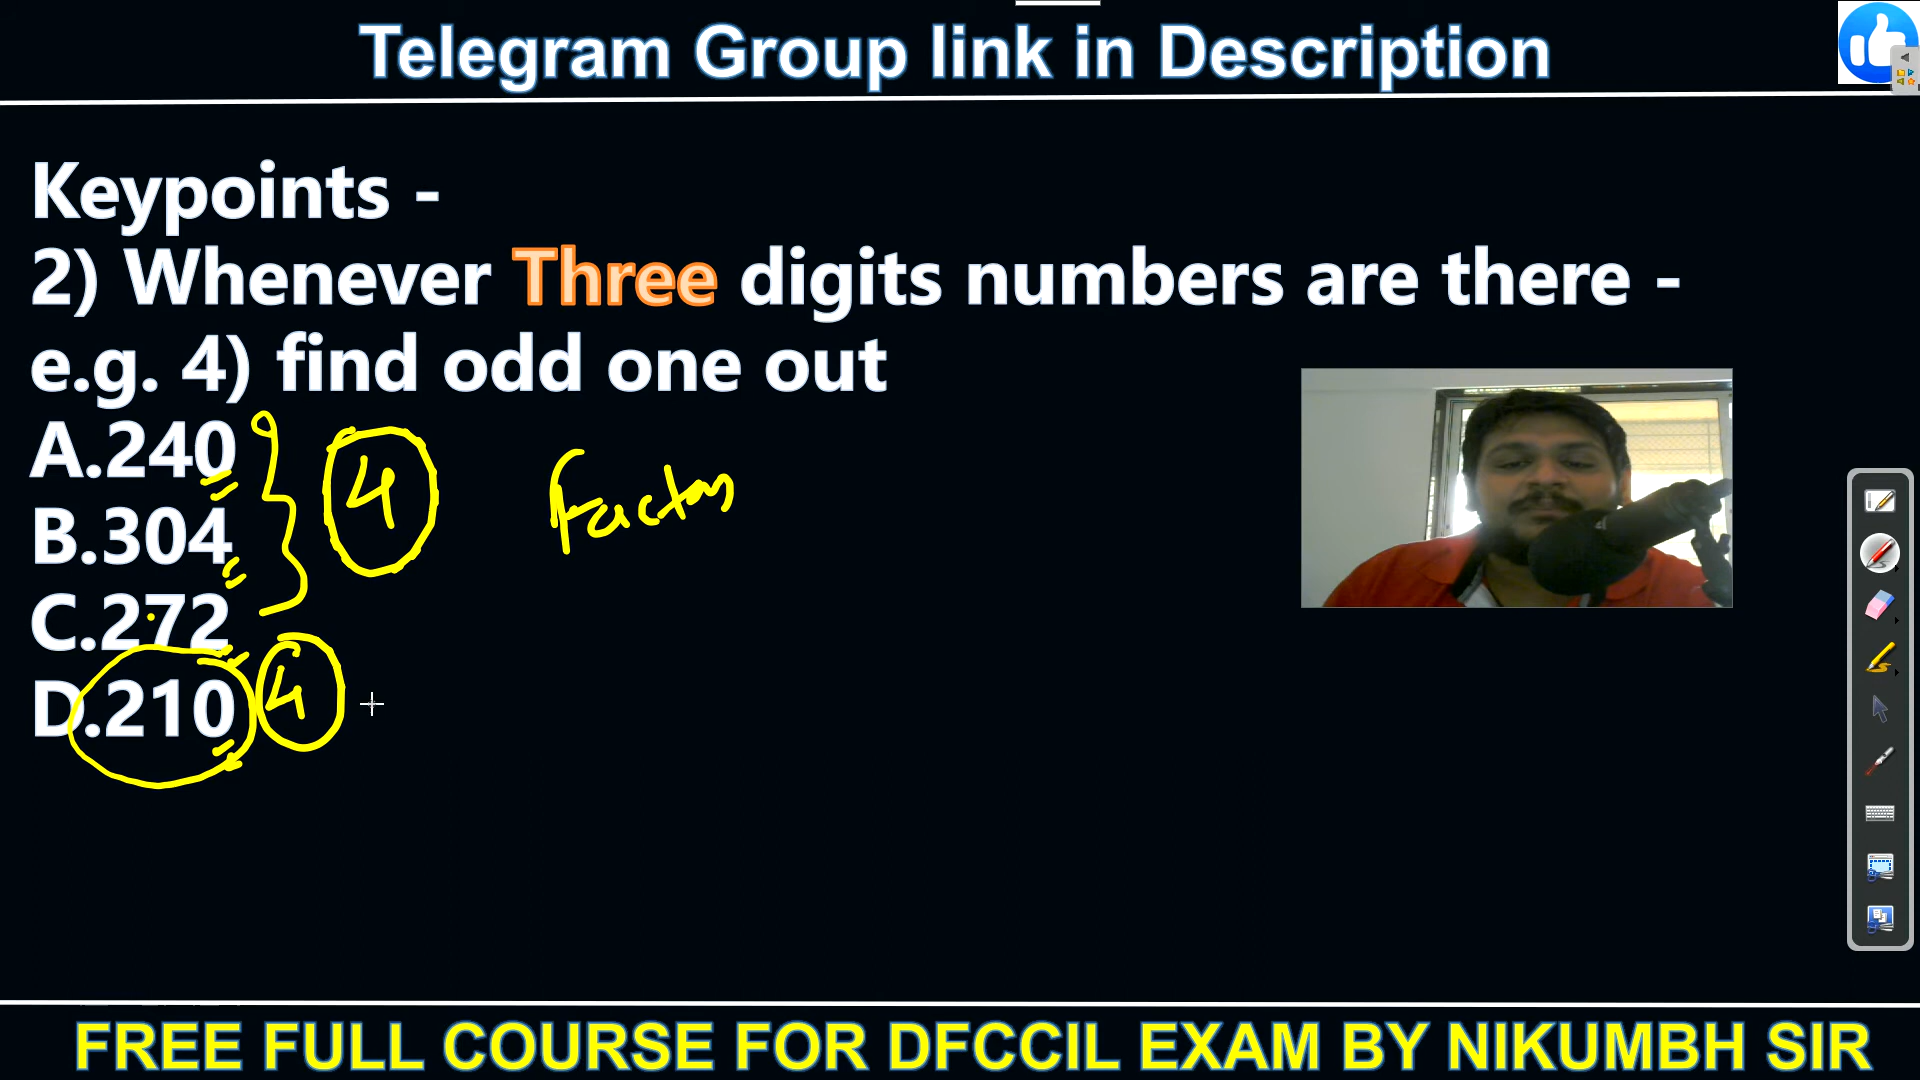 Telegram Group link in Description
Keypoints -
2) Whenever Three digits numbers are there -
e.g. 4) find odd one out
A.240
B.304
C.272
D.210
4
Factors
4
FREE FULL COURSE FOR DFCCIL EXAM BY NIKUMBH SIR